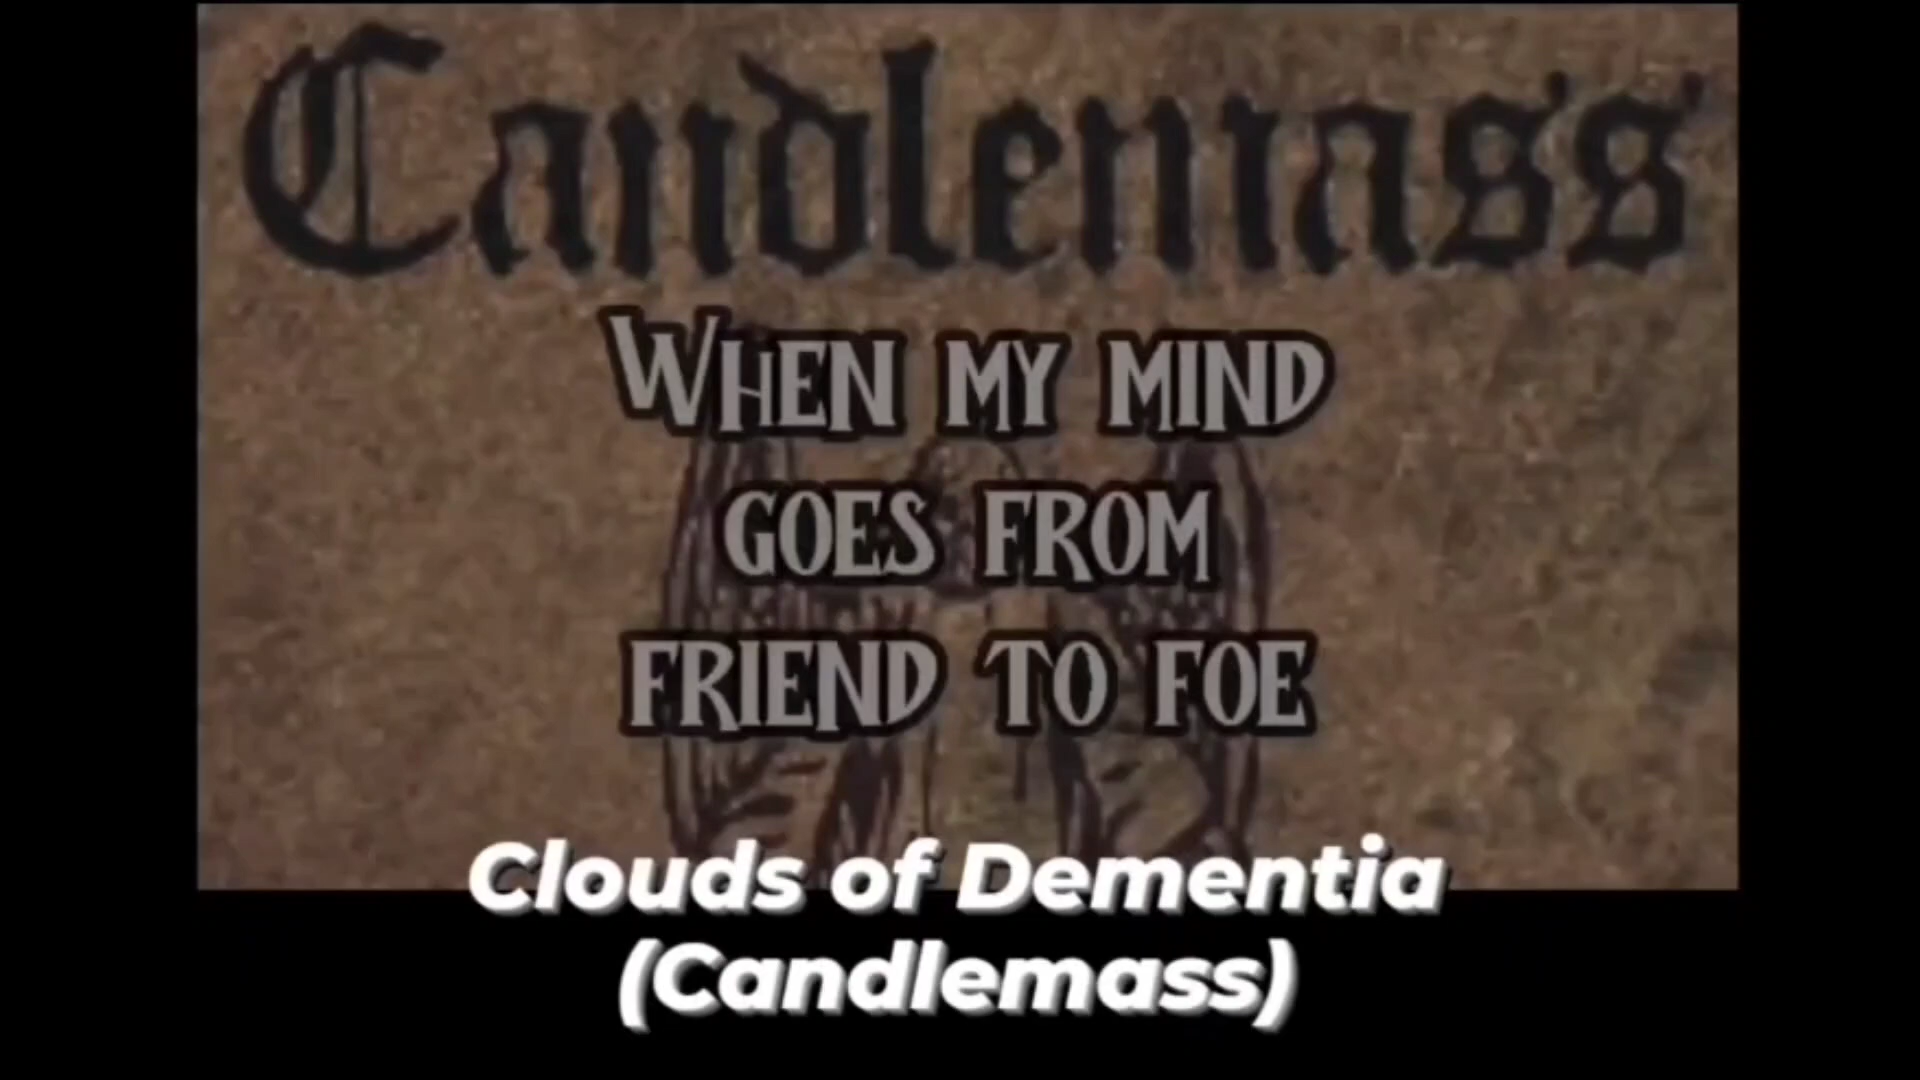 Candlemass
WHEN MY MIND
GOES FROM
FRIEND TO FOE
Clouds of Dementia
(Candlemass)